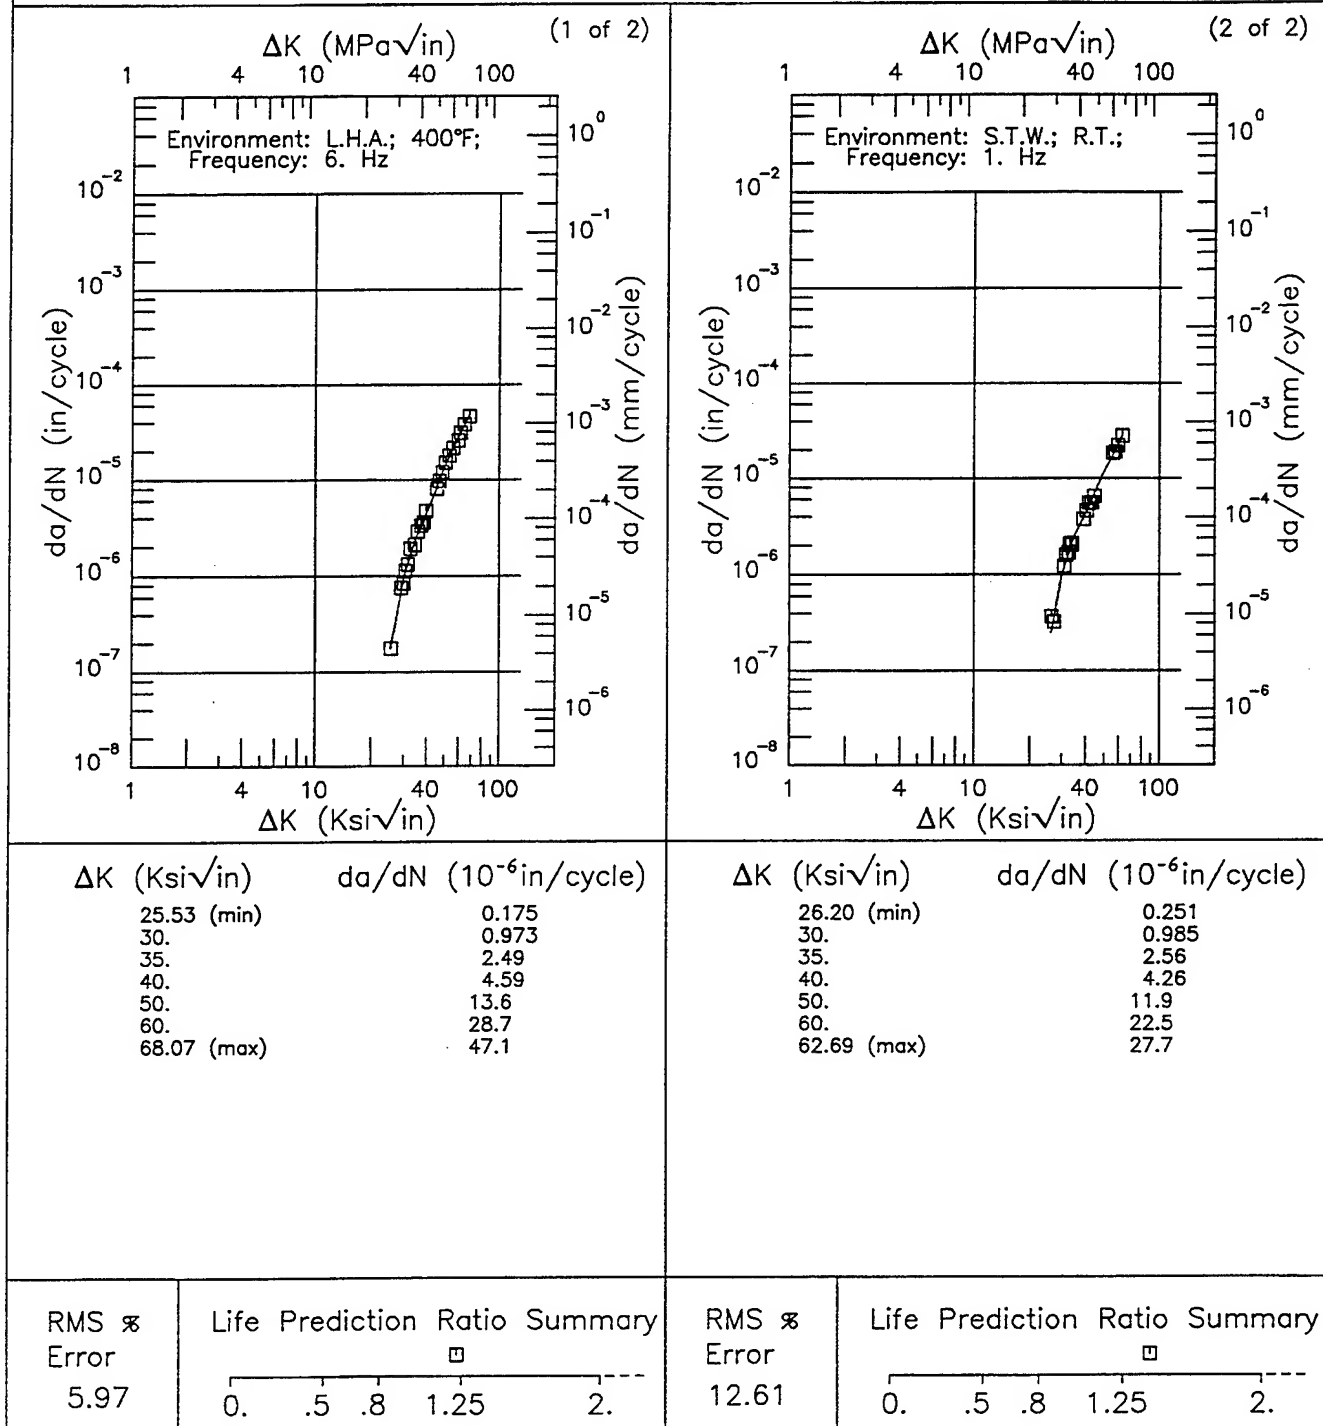 (1 of 2)
ΔK (MPa√in)
1 4 10 40 100
Environment: L.H.A.; 400°F;
Frequency: 6. Hz
da/dN (in/cycle)
10⁻²
10⁻³
10⁻⁴
10⁻⁵
10⁻⁶
10⁻⁷
10⁻⁸
da/dN (mm/cycle)
10⁰
10⁻¹
10⁻²
10⁻³
10⁻⁴
10⁻⁵
10⁻⁶
1 4 10 40 100
ΔK (Ksi√in)
(2 of 2)
ΔK (MPa√in)
1 4 10 40 100
Environment: S.T.W.; R.T.;
Frequency: 1. Hz
da/dN (in/cycle)
10⁻²
10⁻³
10⁻⁴
10⁻⁵
10⁻⁶
10⁻⁷
10⁻⁸
da/dN (mm/cycle)
10⁰
10⁻¹
10⁻²
10⁻³
10⁻⁴
10⁻⁵
10⁻⁶
1 4 10 40 100
ΔK (Ksi√in)
ΔK (Ksi√in) da/dN (10⁻⁶in/cycle)
25.53 (min) 0.175
30. 0.973
35. 2.49
40. 4.59
50. 13.6
60. 28.7
68.07 (max) 47.1
ΔK (Ksi√in) da/dN (10⁻⁶in/cycle)
26.20 (min) 0.251
30. 0.985
35. 2.56
40. 4.26
50. 11.9
60. 22.5
62.69 (max) 27.7
RMS %
Error
5.97
Life Prediction Ratio Summary
0. .5 .8 1.25 2.
RMS %
Error
12.61
Life Prediction Ratio Summary
0. .5 .8 1.25 2.